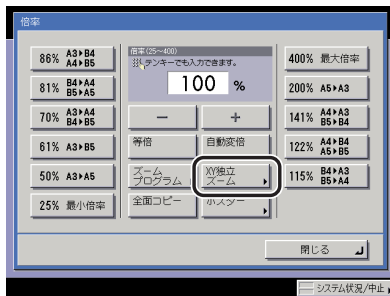 倍率
86% A3▶B4
A4▶B5
81% B4▶A4
B5▶A5
70% A3▶A4
B4▶B5
61% A3▶B5
50% A3▶A5
25% 最小倍率
倍率(25~400)
テンキーでも入力できます。
100 %
−
+
等倍
自動変倍
ズーム
プログラム
XY独立
ズーム
全面コピー
ポスター
400% 最大倍率
200% A5▶A3
141% A4▶A3
B5▶B4
122% A4▶B4
A5▶B5
115% B4▶A3
B5▶A4
閉じる
システム状況/中止